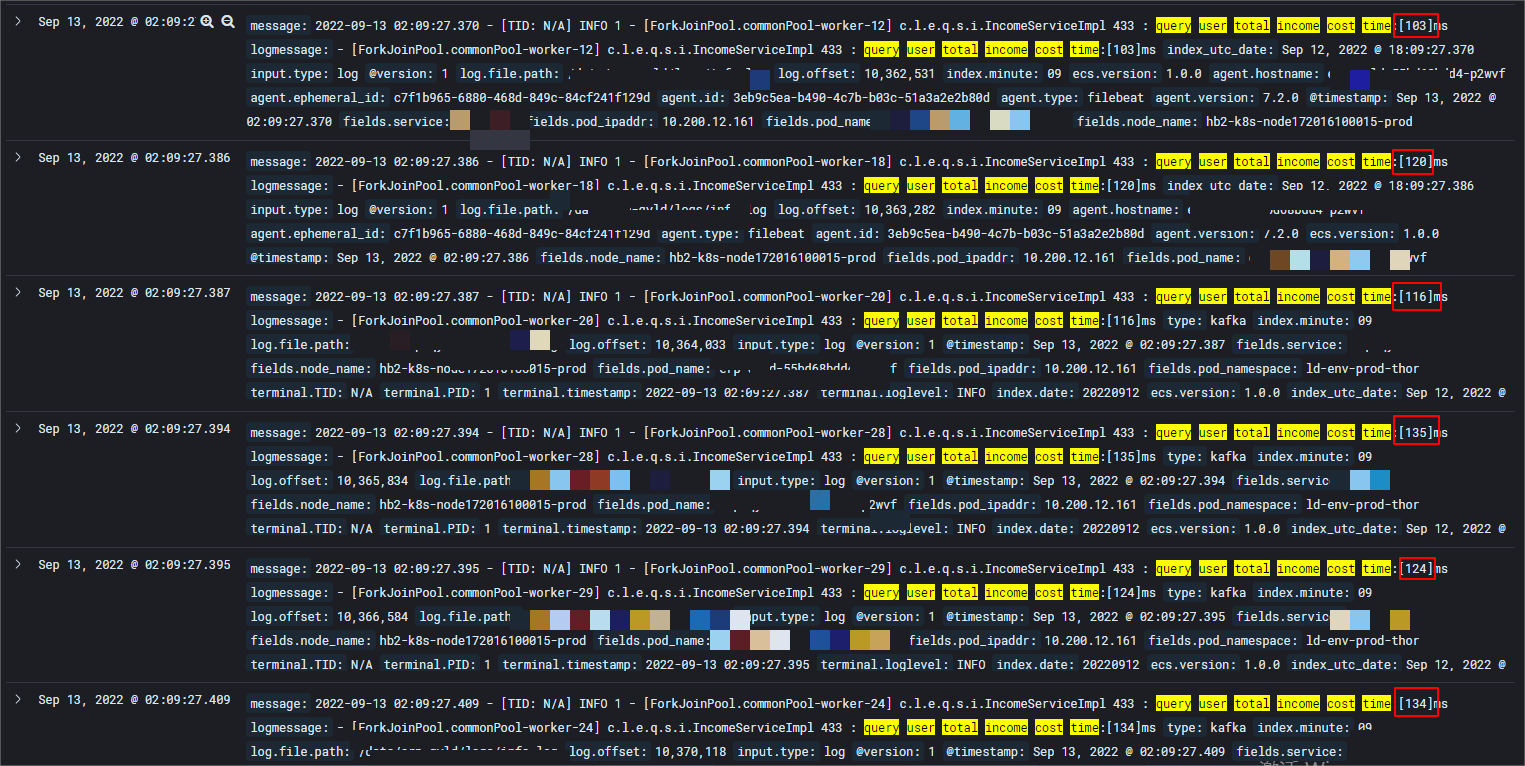 Sep 13, 2022 @ 02:09:2 message: 2022-09-13 02:09:27.370 - [TID: N/A] INFO 1 - [ForkJoinPool.commonPool-worker-12] c.l.e.q.s.i.IncomeServiceImpl 433 : query user total income cost time:[103]ms
logmessage: - [ForkJoinPool.commonPool-worker-12] c.l.e.q.s.i.IncomeServiceImpl 433 : query user total income cost time:[103]ms index_utc_date: Sep 12, 2022 @ 18:09:27.370
input.type: log @version: 1 log.file.path: log.offset: 10,362,531 index.minute: 09 ecs.version: 1.0.0 agent.hostname: d4-p2wvf
agent.ephemeral_id: c7f1b965-6880-468d-849c-84cf241f129d agent.id: 3eb9c5ea-b490-4c7b-b03c-51a3a2e2b80d agent.type: filebeat agent.version: 7.2.0 @timestamp: Sep 13, 2022 @
02:09:27.370 fields.service: fields.pod_ipaddr: 10.200.12.161 fields.pod_name fields.node_name: hb2-k8s-node172016100015-prod
Sep 13, 2022 @ 02:09:27.386 message: 2022-09-13 02:09:27.386 - [TID: N/A] INFO 1 - [ForkJoinPool.commonPool-worker-18] c.l.e.q.s.i.IncomeServiceImpl 433 : query user total income cost time:[120]ms
logmessage: - [ForkJoinPool.commonPool-worker-18] c.l.e.q.s.i.IncomeServiceImpl 433 : query user total income cost time:[120]ms index_utc_date: Sep 12, 2022 @ 18:09:27.386
input.type: log @version: 1 log.file.path: log log.offset: 10,363,282 index.minute: 09 agent.hostname:
agent.ephemeral_id: c7f1b965-6880-468d-849c-84cf241f129d agent.type: filebeat agent.id: 3eb9c5ea-b490-4c7b-b03c-51a3a2e2b80d agent.version: 7.2.0 ecs.version: 1.0.0
@timestamp: Sep 13, 2022 @ 02:09:27.386 fields.node_name: hb2-k8s-node172016100015-prod fields.pod_ipaddr: 10.200.12.161 fields.pod_name: wvf
Sep 13, 2022 @ 02:09:27.387 message: 2022-09-13 02:09:27.387 - [TID: N/A] INFO 1 - [ForkJoinPool.commonPool-worker-20] c.l.e.q.s.i.IncomeServiceImpl 433 : query user total income cost time:[116]ms
logmessage: - [ForkJoinPool.commonPool-worker-20] c.l.e.q.s.i.IncomeServiceImpl 433 : query user total income cost time:[116]ms type: kafka index.minute: 09
log.file.path: log.offset: 10,364,033 input.type: log @version: 1 @timestamp: Sep 13, 2022 @ 02:09:27.387 fields.service:
fields.node_name: hb2-k8s-node172016100015-prod fields.pod_name: fields.pod_ipaddr: 10.200.12.161 fields.pod_namespace: ld-env-prod-thor
terminal.TID: N/A terminal.PID: 1 terminal.timestamp: 2022-09-13 02:09:27.387 terminal.loglevel: INFO index.date: 20220912 ecs.version: 1.0.0 index_utc_date: Sep 12, 2022 @
Sep 13, 2022 @ 02:09:27.394 message: 2022-09-13 02:09:27.394 - [TID: N/A] INFO 1 - [ForkJoinPool.commonPool-worker-28] c.l.e.q.s.i.IncomeServiceImpl 433 : query user total income cost time:[135]ms
logmessage: - [ForkJoinPool.commonPool-worker-28] c.l.e.q.s.i.IncomeServiceImpl 433 : query user total income cost time:[135]ms type: kafka index.minute: 09
log.offset: 10,365,834 log.file.path input.type: log @version: 1 @timestamp: Sep 13, 2022 @ 02:09:27.394 fields.servic
fields.node_name: hb2-k8s-node172016100015-prod fields.pod_name: p2wvf fields.pod_ipaddr: 10.200.12.161 fields.pod_namespace: ld-env-prod-thor
terminal.TID: N/A terminal.PID: 1 terminal.timestamp: 2022-09-13 02:09:27.394 terminal.loglevel: INFO index.date: 20220912 ecs.version: 1.0.0 index_utc_date: Sep 12, 2022 @
Sep 13, 2022 @ 02:09:27.395 message: 2022-09-13 02:09:27.395 - [TID: N/A] INFO 1 - [ForkJoinPool.commonPool-worker-29] c.l.e.q.s.i.IncomeServiceImpl 433 : query user total income cost time:[124]ms
logmessage: - [ForkJoinPool.commonPool-worker-29] c.l.e.q.s.i.IncomeServiceImpl 433 : query user total income cost time:[124]ms type: kafka index.minute: 09
log.offset: 10,366,584 log.file.path put.type: log @version: 1 @timestamp: Sep 13, 2022 @ 02:09:27.395 fields.servic
fields.node_name: hb2-k8s-node172016100015-prod fields.pod_name: fields.pod_ipaddr: 10.200.12.161 fields.pod_namespace: ld-env-prod-thor
terminal.TID: N/A terminal.PID: 1 terminal.timestamp: 2022-09-13 02:09:27.395 terminal.loglevel: INFO index.date: 20220912 ecs.version: 1.0.0 index_utc_date: Sep 12, 2022 @
Sep 13, 2022 @ 02:09:27.409 message: 2022-09-13 02:09:27.409 - [TID: N/A] INFO 1 - [ForkJoinPool.commonPool-worker-24] c.l.e.q.s.i.IncomeServiceImpl 433 : query user total income cost time [134]ms
logmessage: - [ForkJoinPool.commonPool-worker-24] c.l.e.q.s.i.IncomeServiceImpl 433 : query user total income cost time:[134]ms type: kafka index.minute: 09
log.file.path: log.offset: 10,370,118 input.type: log @version: 1 @timestamp: Sep 13, 2022 @ 02:09:27.409 fields.service: